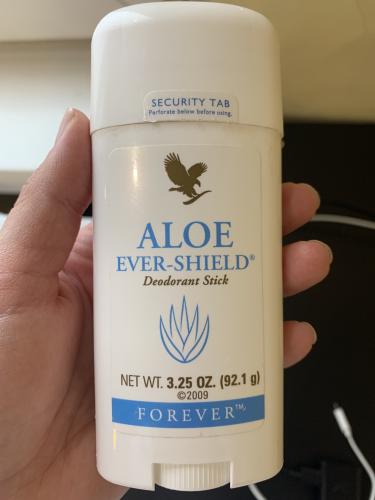 SECURITY TAB
Perforate below before using.
ALOE
EVER-SHIELD®
Deodorant Stick
NET WT. 3.25 OZ. (92.1 g)
©2009
FOREVER™